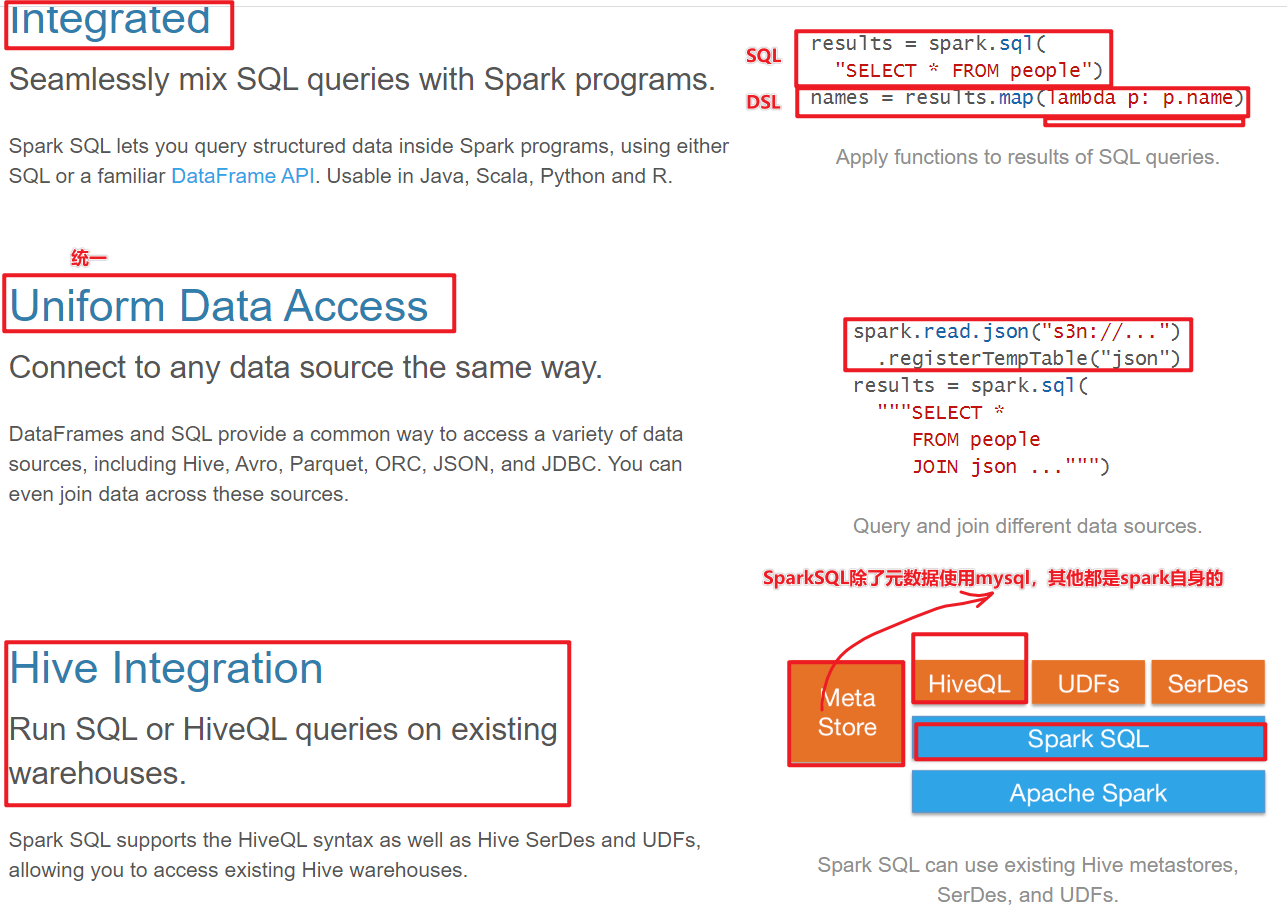 Integrated
Seamlessly mix SQL queries with Spark programs.
Spark SQL lets you query structured data inside Spark programs, using either
SQL or a familiar DataFrame API. Usable in Java, Scala, Python and R.
SQL
results = spark.sql(
"SELECT * FROM people")
DSL
names = results.map(lambda p: p.name)
Apply functions to results of SQL queries.
统一
Uniform Data Access
Connect to any data source the same way.
DataFrames and SQL provide a common way to access a variety of data
sources, including Hive, Avro, Parquet, ORC, JSON, and JDBC. You can
even join data across these sources.
spark.read.json("s3n://...")
.registerTempTable("json")
results = spark.sql(
"""SELECT *
FROM people
JOIN json ...""")
Query and join different data sources.
SparkSQL除了元数据使用mysql，其他都是spark自身的
Hive Integration
Run SQL or HiveQL queries on existing
warehouses.
Spark SQL supports the HiveQL syntax as well as Hive SerDes and UDFs,
allowing you to access existing Hive warehouses.
Meta
Store
HiveQL
UDFs
SerDes
Spark SQL
Apache Spark
Spark SQL can use existing Hive metastores,
SerDes, and UDFs.